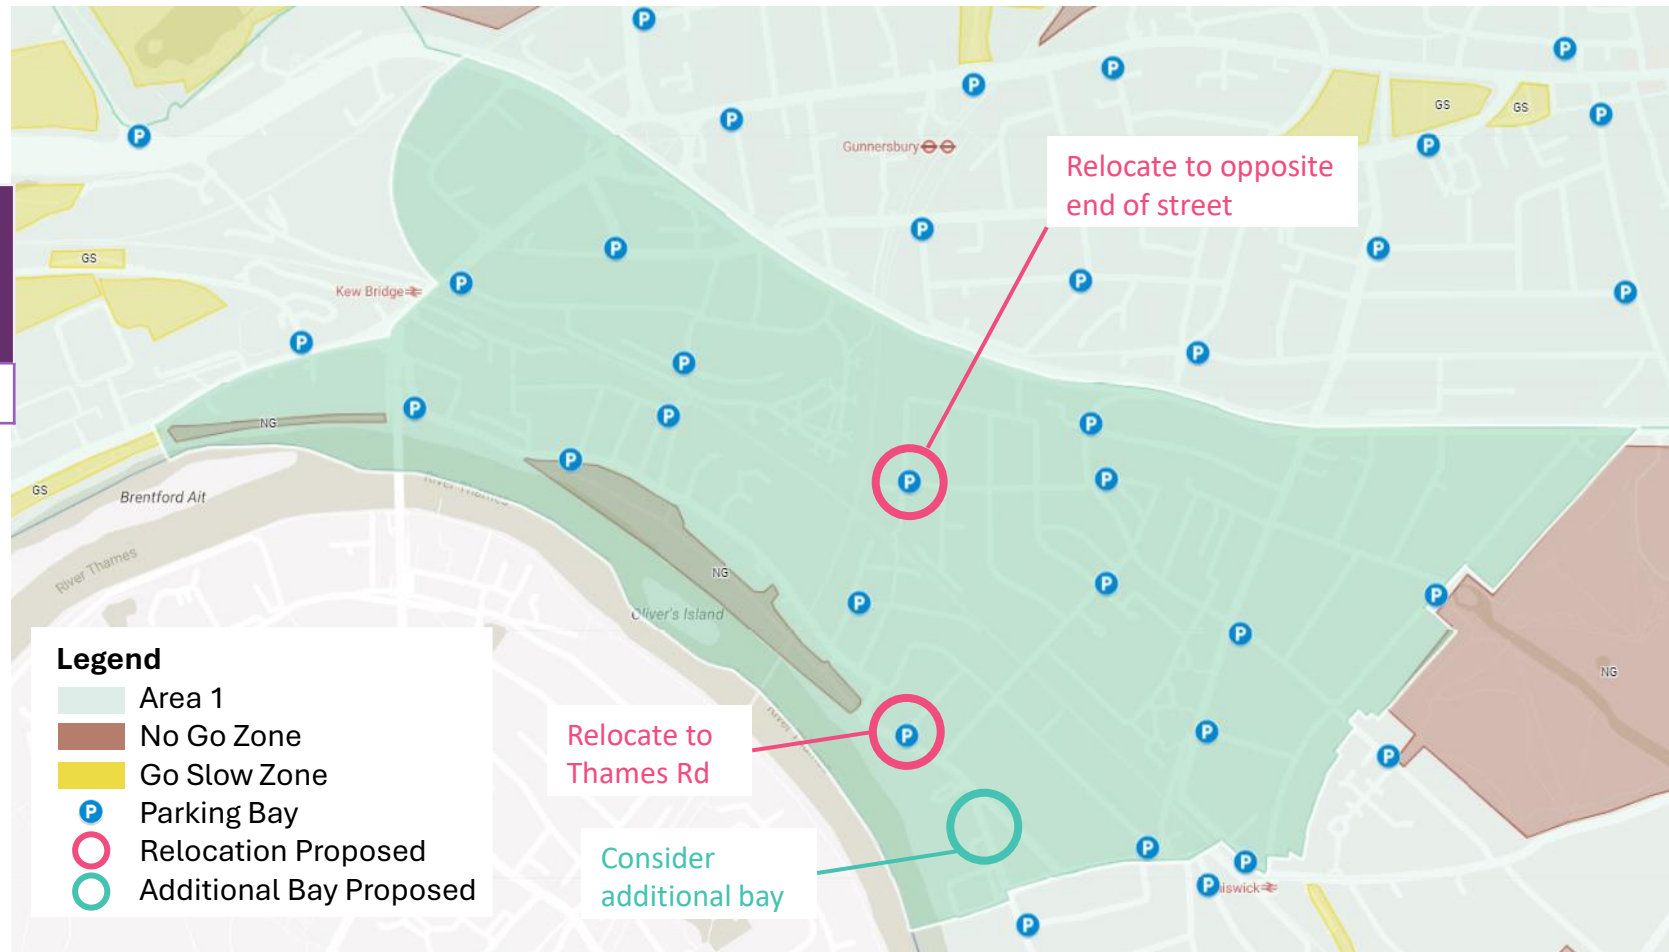 P
P
P
P
P
P
P
P
GS
GS
P
P
Gunnersbury
Relocate to opposite
end of street
P
P
P
GS
P
P
Kew Bridge
P
P
P
P
P
P
NG
P
P
GS
Brentford Ait
River Thames
P
P
P
River Thames
NG
P
P
P
Oliver's Island
P
NG
Legend
Area 1
No Go Zone
Go Slow Zone
P Parking Bay
Relocation Proposed
Additional Bay Proposed
Relocate to
Thames Rd
P
P
P
Consider
additional bay
P
P
P
P